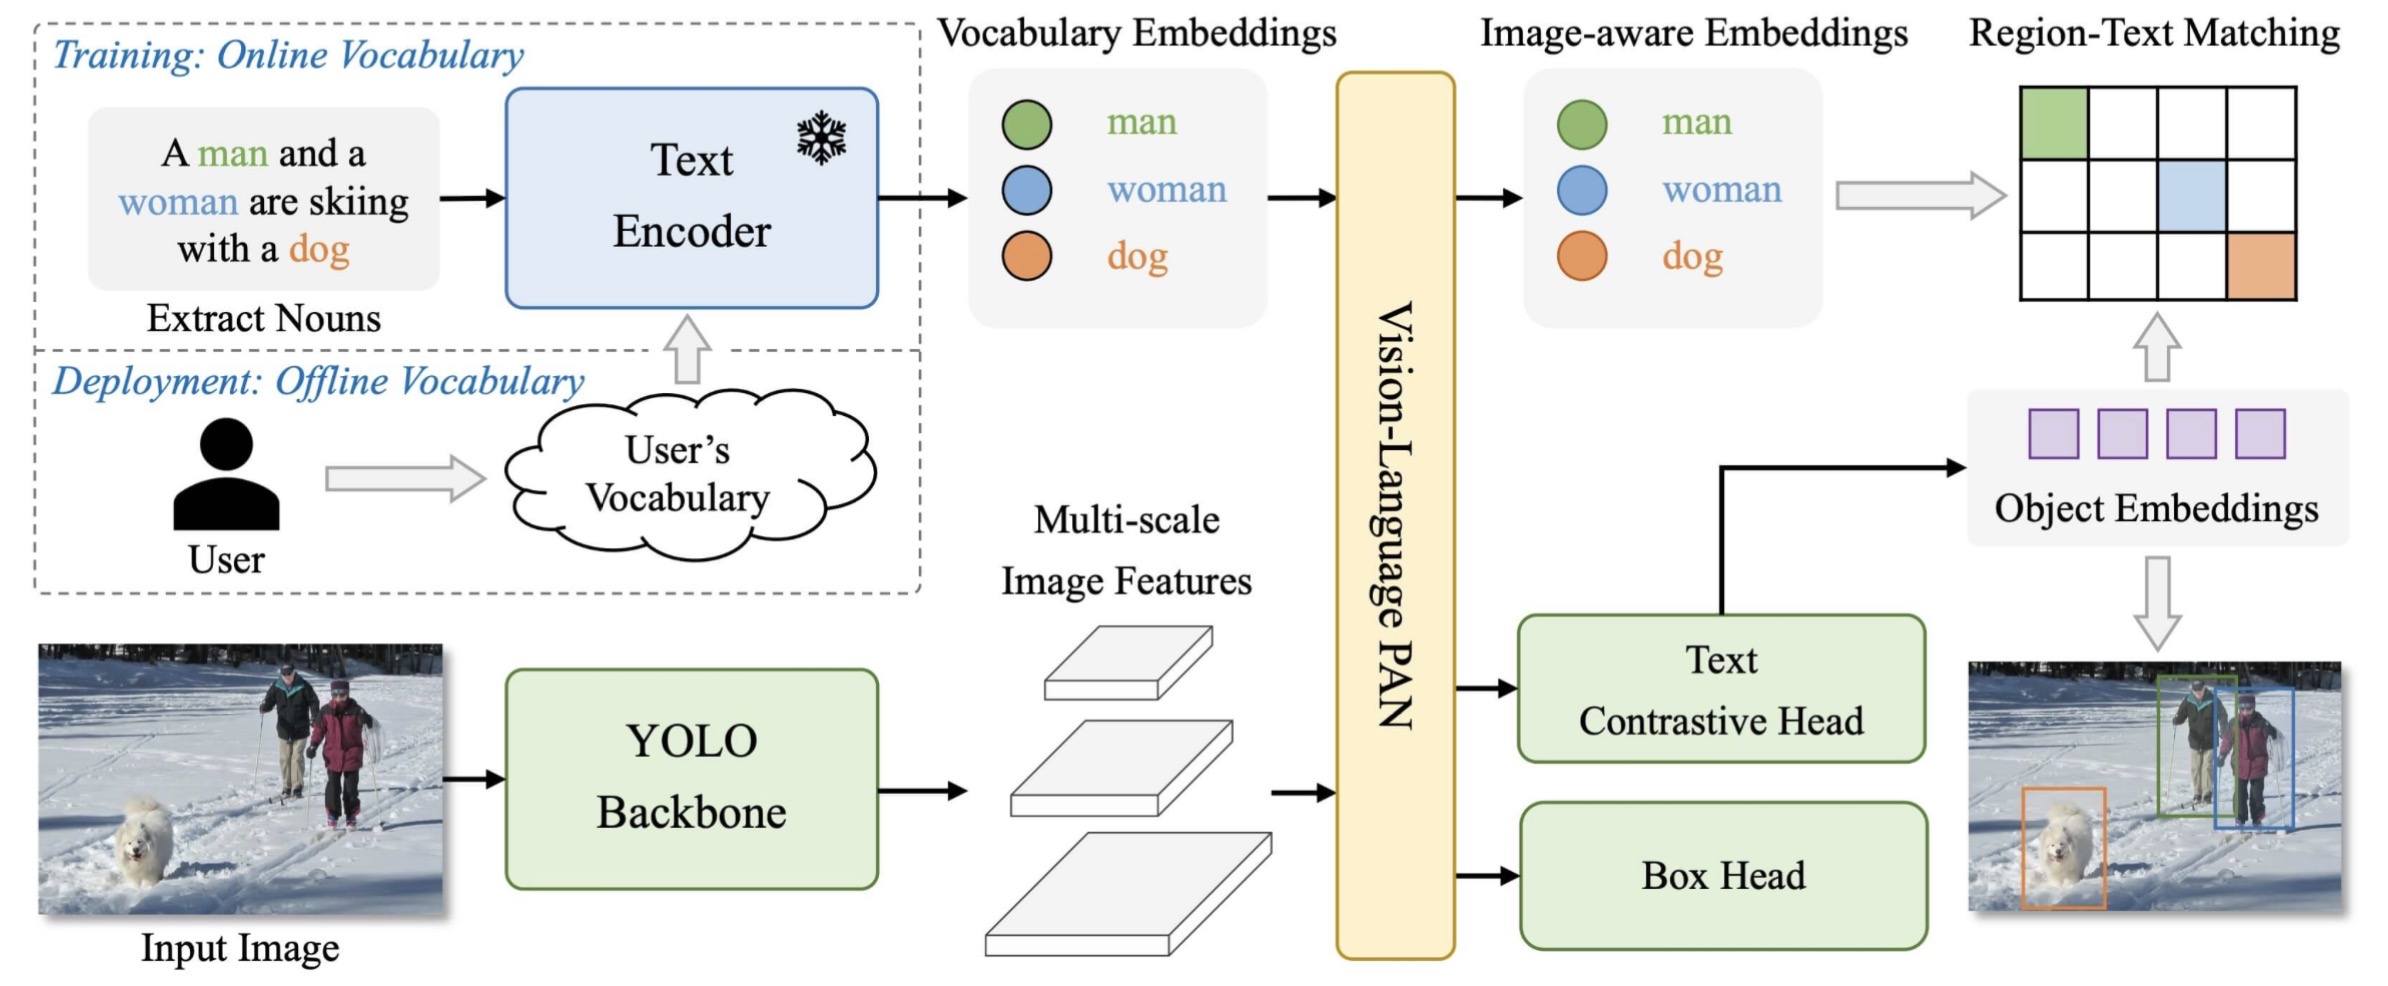 Training: Online Vocabulary
A man and a
woman are skiing
with a dog
Extract Nouns
Text
Encoder
Deployment: Offline Vocabulary
User
User's
Vocabulary
Vocabulary Embeddings
man
woman
dog
Image-aware Embeddings
man
woman
dog
Region-Text Matching
Input Image
YOLO
Backbone
Multi-scale
Image Features
Vision-Language PAN
Text
Contrastive Head
Box Head
Object Embeddings